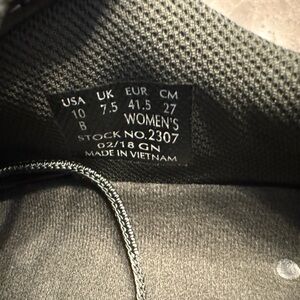 USA UK EUR CM
10 7.5 41.5 27
B WOMEN'S
STOCK NO.2307
02/18 GN
MADE IN VIETNAM